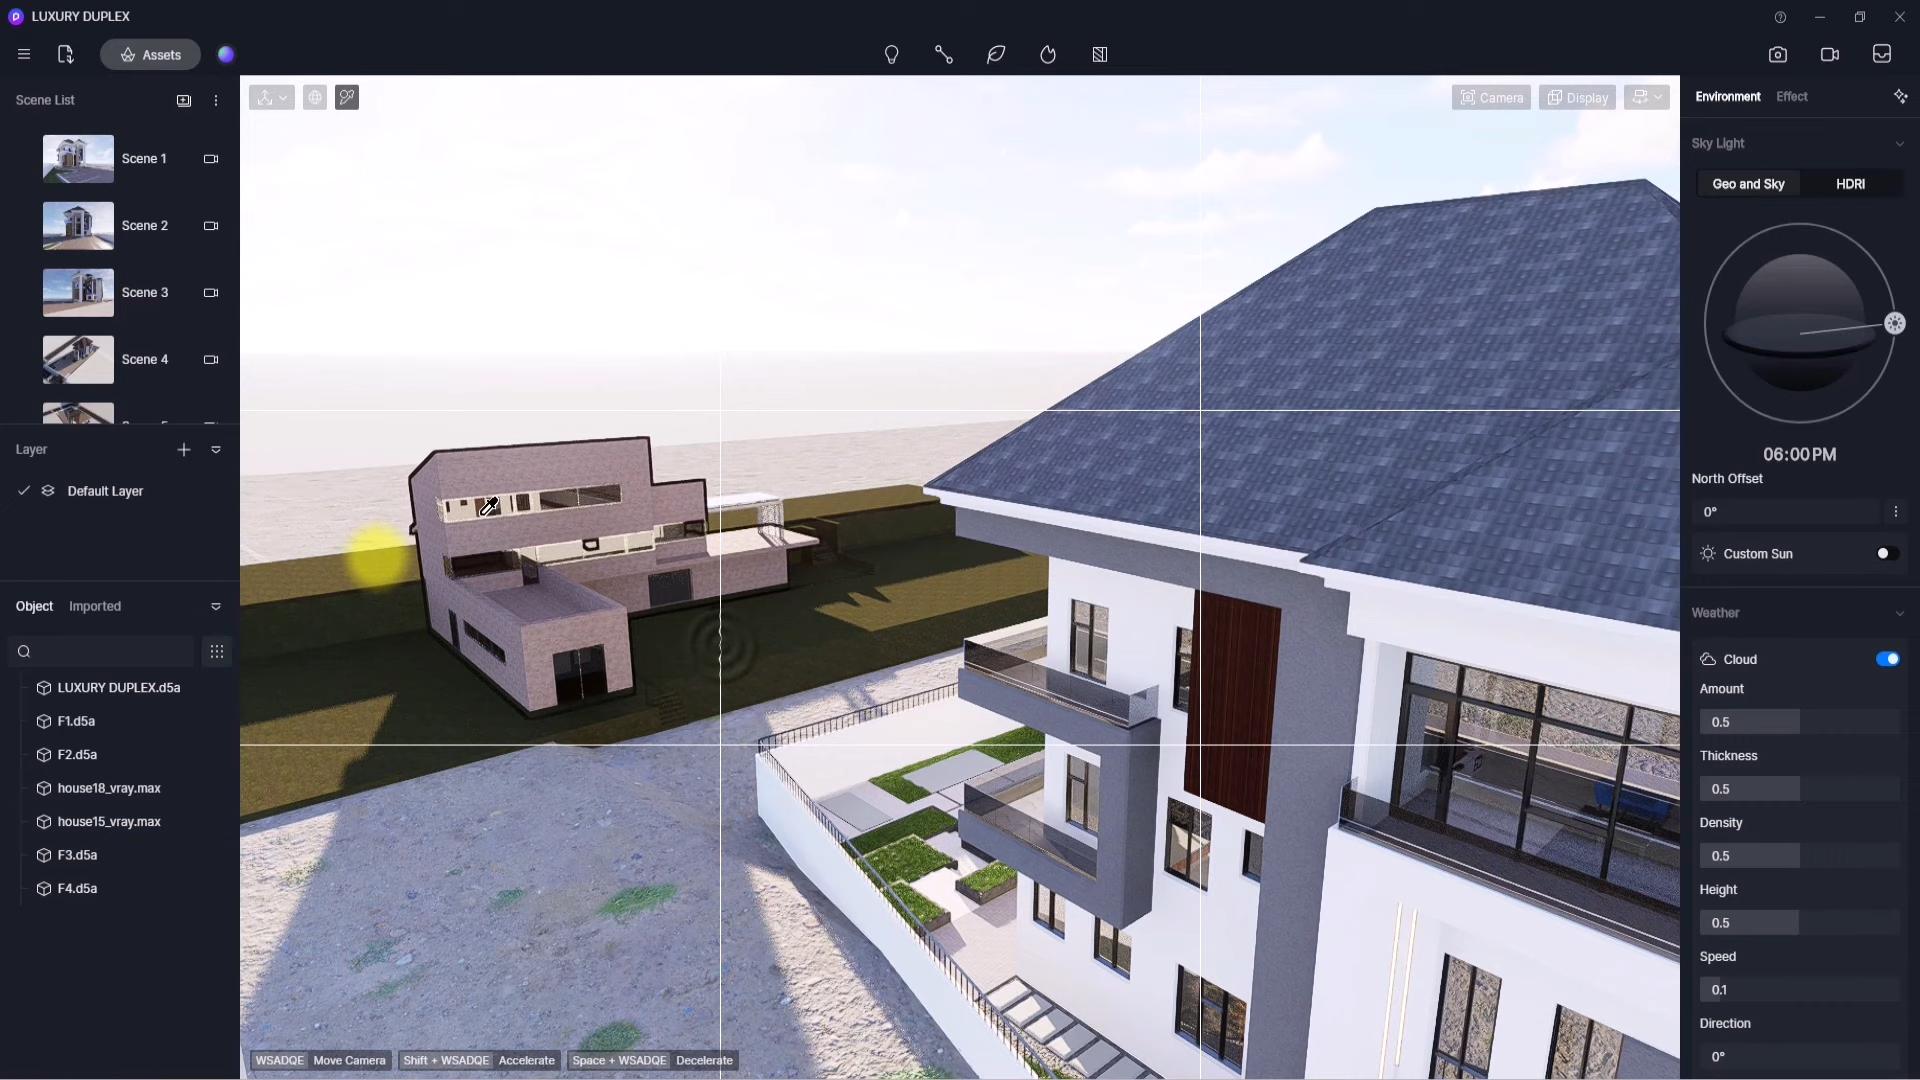 LUXURY DUPLEX
Assets
Scene List
Scene 1
Scene 2
Scene 3
Scene 4
Layer
Default Layer
Object Imported
LUXURY DUPLEX.d5a
F1.d5a
F2.d5a
house18_vray.max
house15_vray.max
F3.d5a
F4.d5a
Camera Display
WSADQE Move Camera Shift + WSADQE Accelerate Space + WSADQE Decelerate
Environment Effect
Sky Light
Geo and Sky HDRI
06:00 PM
North Offset
0°
Custom Sun
Weather
Cloud
Amount
0.5
Thickness
0.5
Density
0.5
Height
0.5
Speed
0.1
Direction
0°